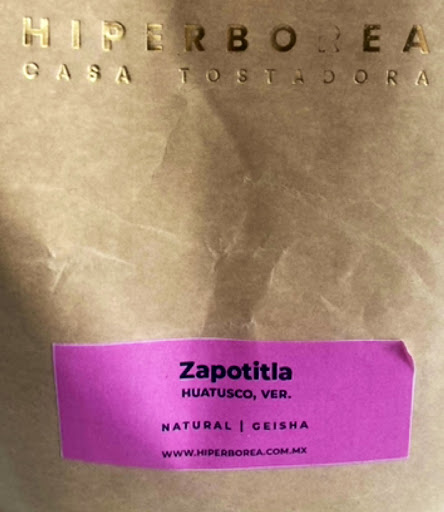 HIPERBOREA
CASA TOSTADORA
Zapotitla
HUATUSCO, VER.
NATURAL | GEISHA
WWW.HIPERBOREA.COM.MX